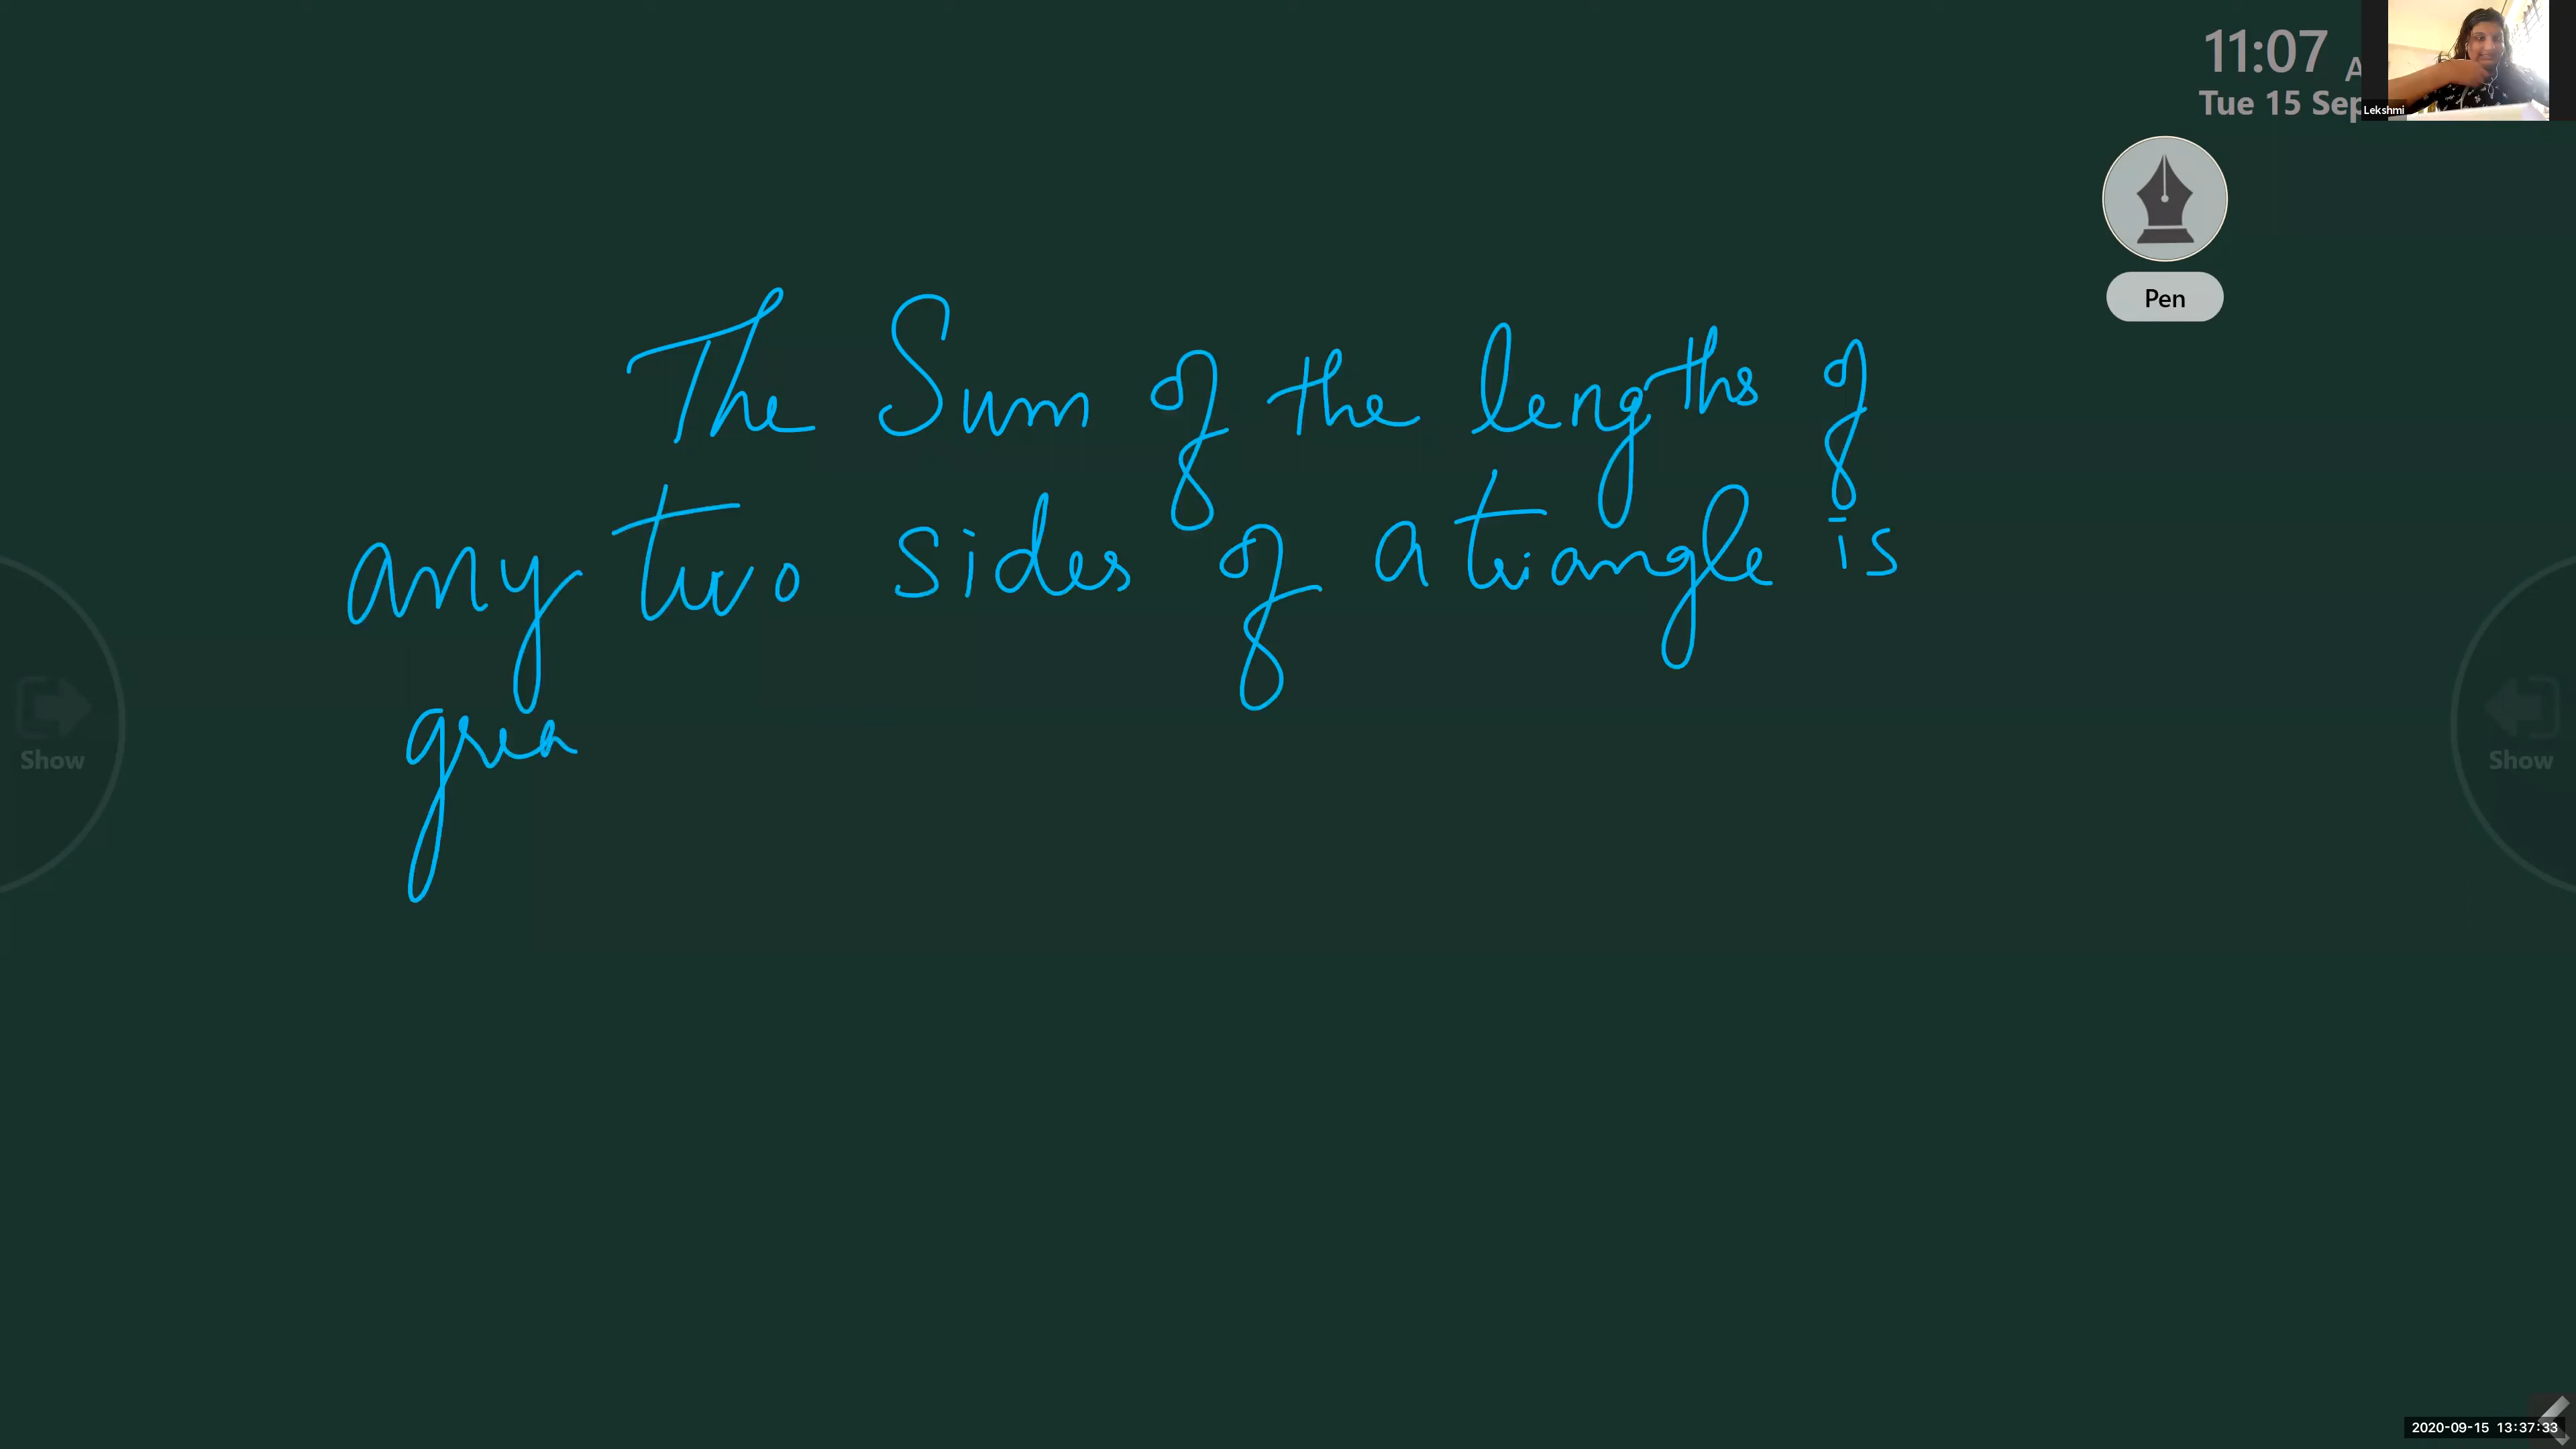 11:07 A
Tue 15 Sep
Lekshmi
Pen
The Sum of the lengths of
any two sides of a triangle is
grea
Show
Show
2020-09-15 13:37:33